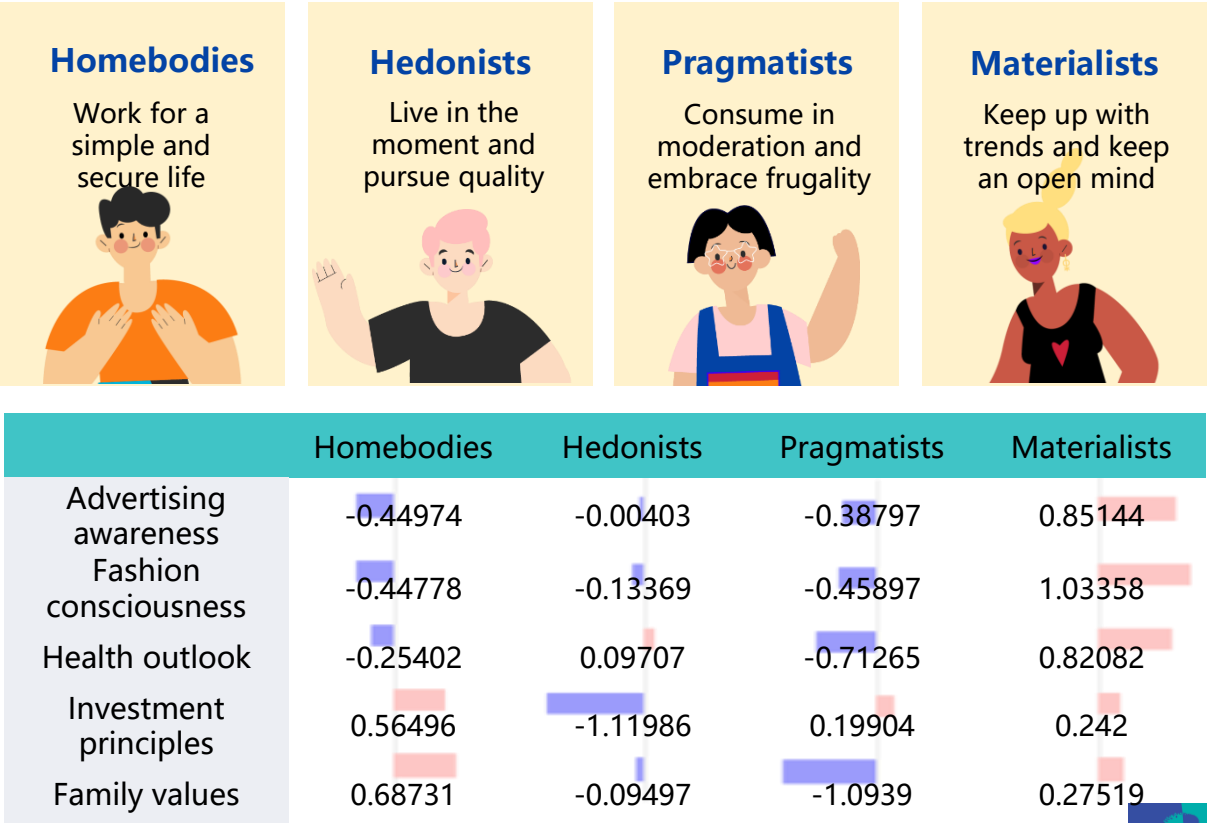 Homebodies
Work for a
simple and
secure life
Hedonists
Live in the
moment and
pursue quality
Pragmatists
Consume in
moderation and
embrace frugality
Materialists
Keep up with
trends and keep
an open mind
Homebodies Hedonists Pragmatists Materialists
Advertising
awareness
-0.44974 -0.00403 -0.38797 0.85144
Fashion
consciousness
-0.44778 -0.13369 -0.45897 1.03358
Health outlook -0.25402 0.09707 -0.71265 0.82082
Investment
principles
0.56496 -1.11986 0.19904 0.242
Family values 0.68731 -0.09497 -1.0939 0.27519